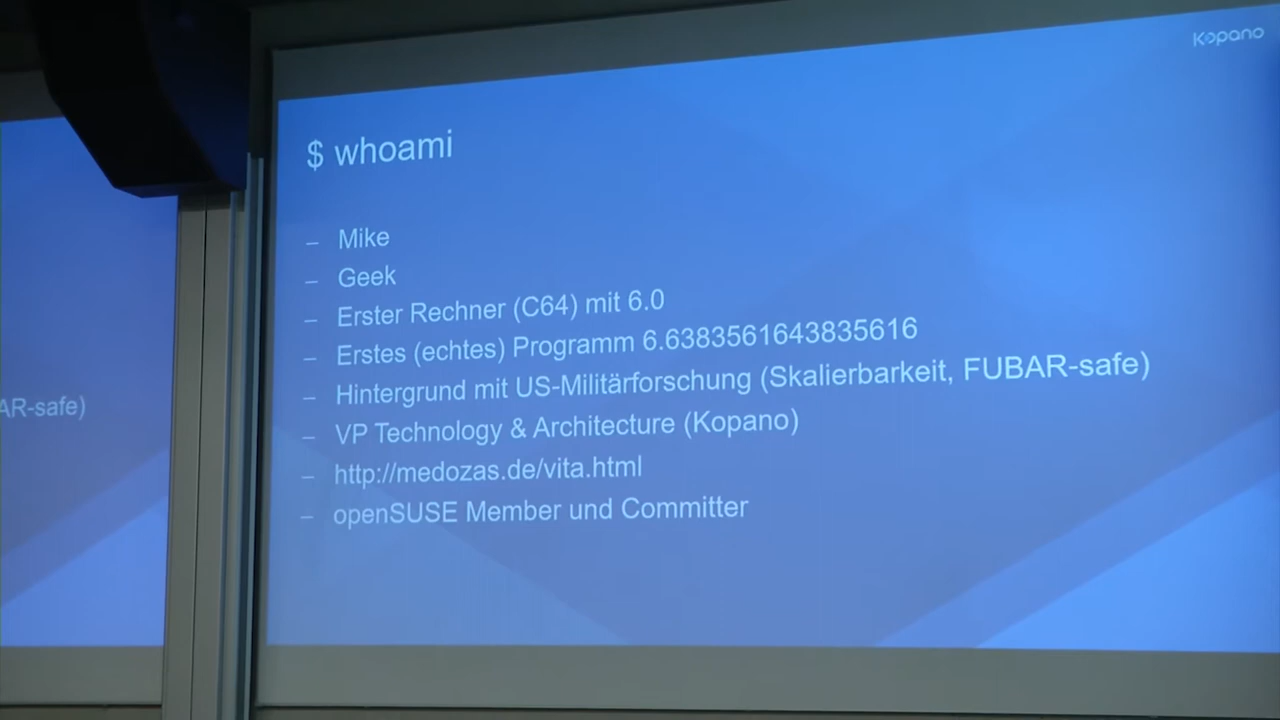 Kopano
$ whoami
– Mike
– Geek
– Erster Rechner (C64) mit 6.0
– Erstes (echtes) Programm 6.6383561643835616
– Hintergrund mit US-Militärforschung (Skalierbarkeit, FUBAR-safe)
– VP Technology & Architecture (Kopano)
– http://medozas.de/vita.html
– openSUSE Member und Committer
AR-safe)